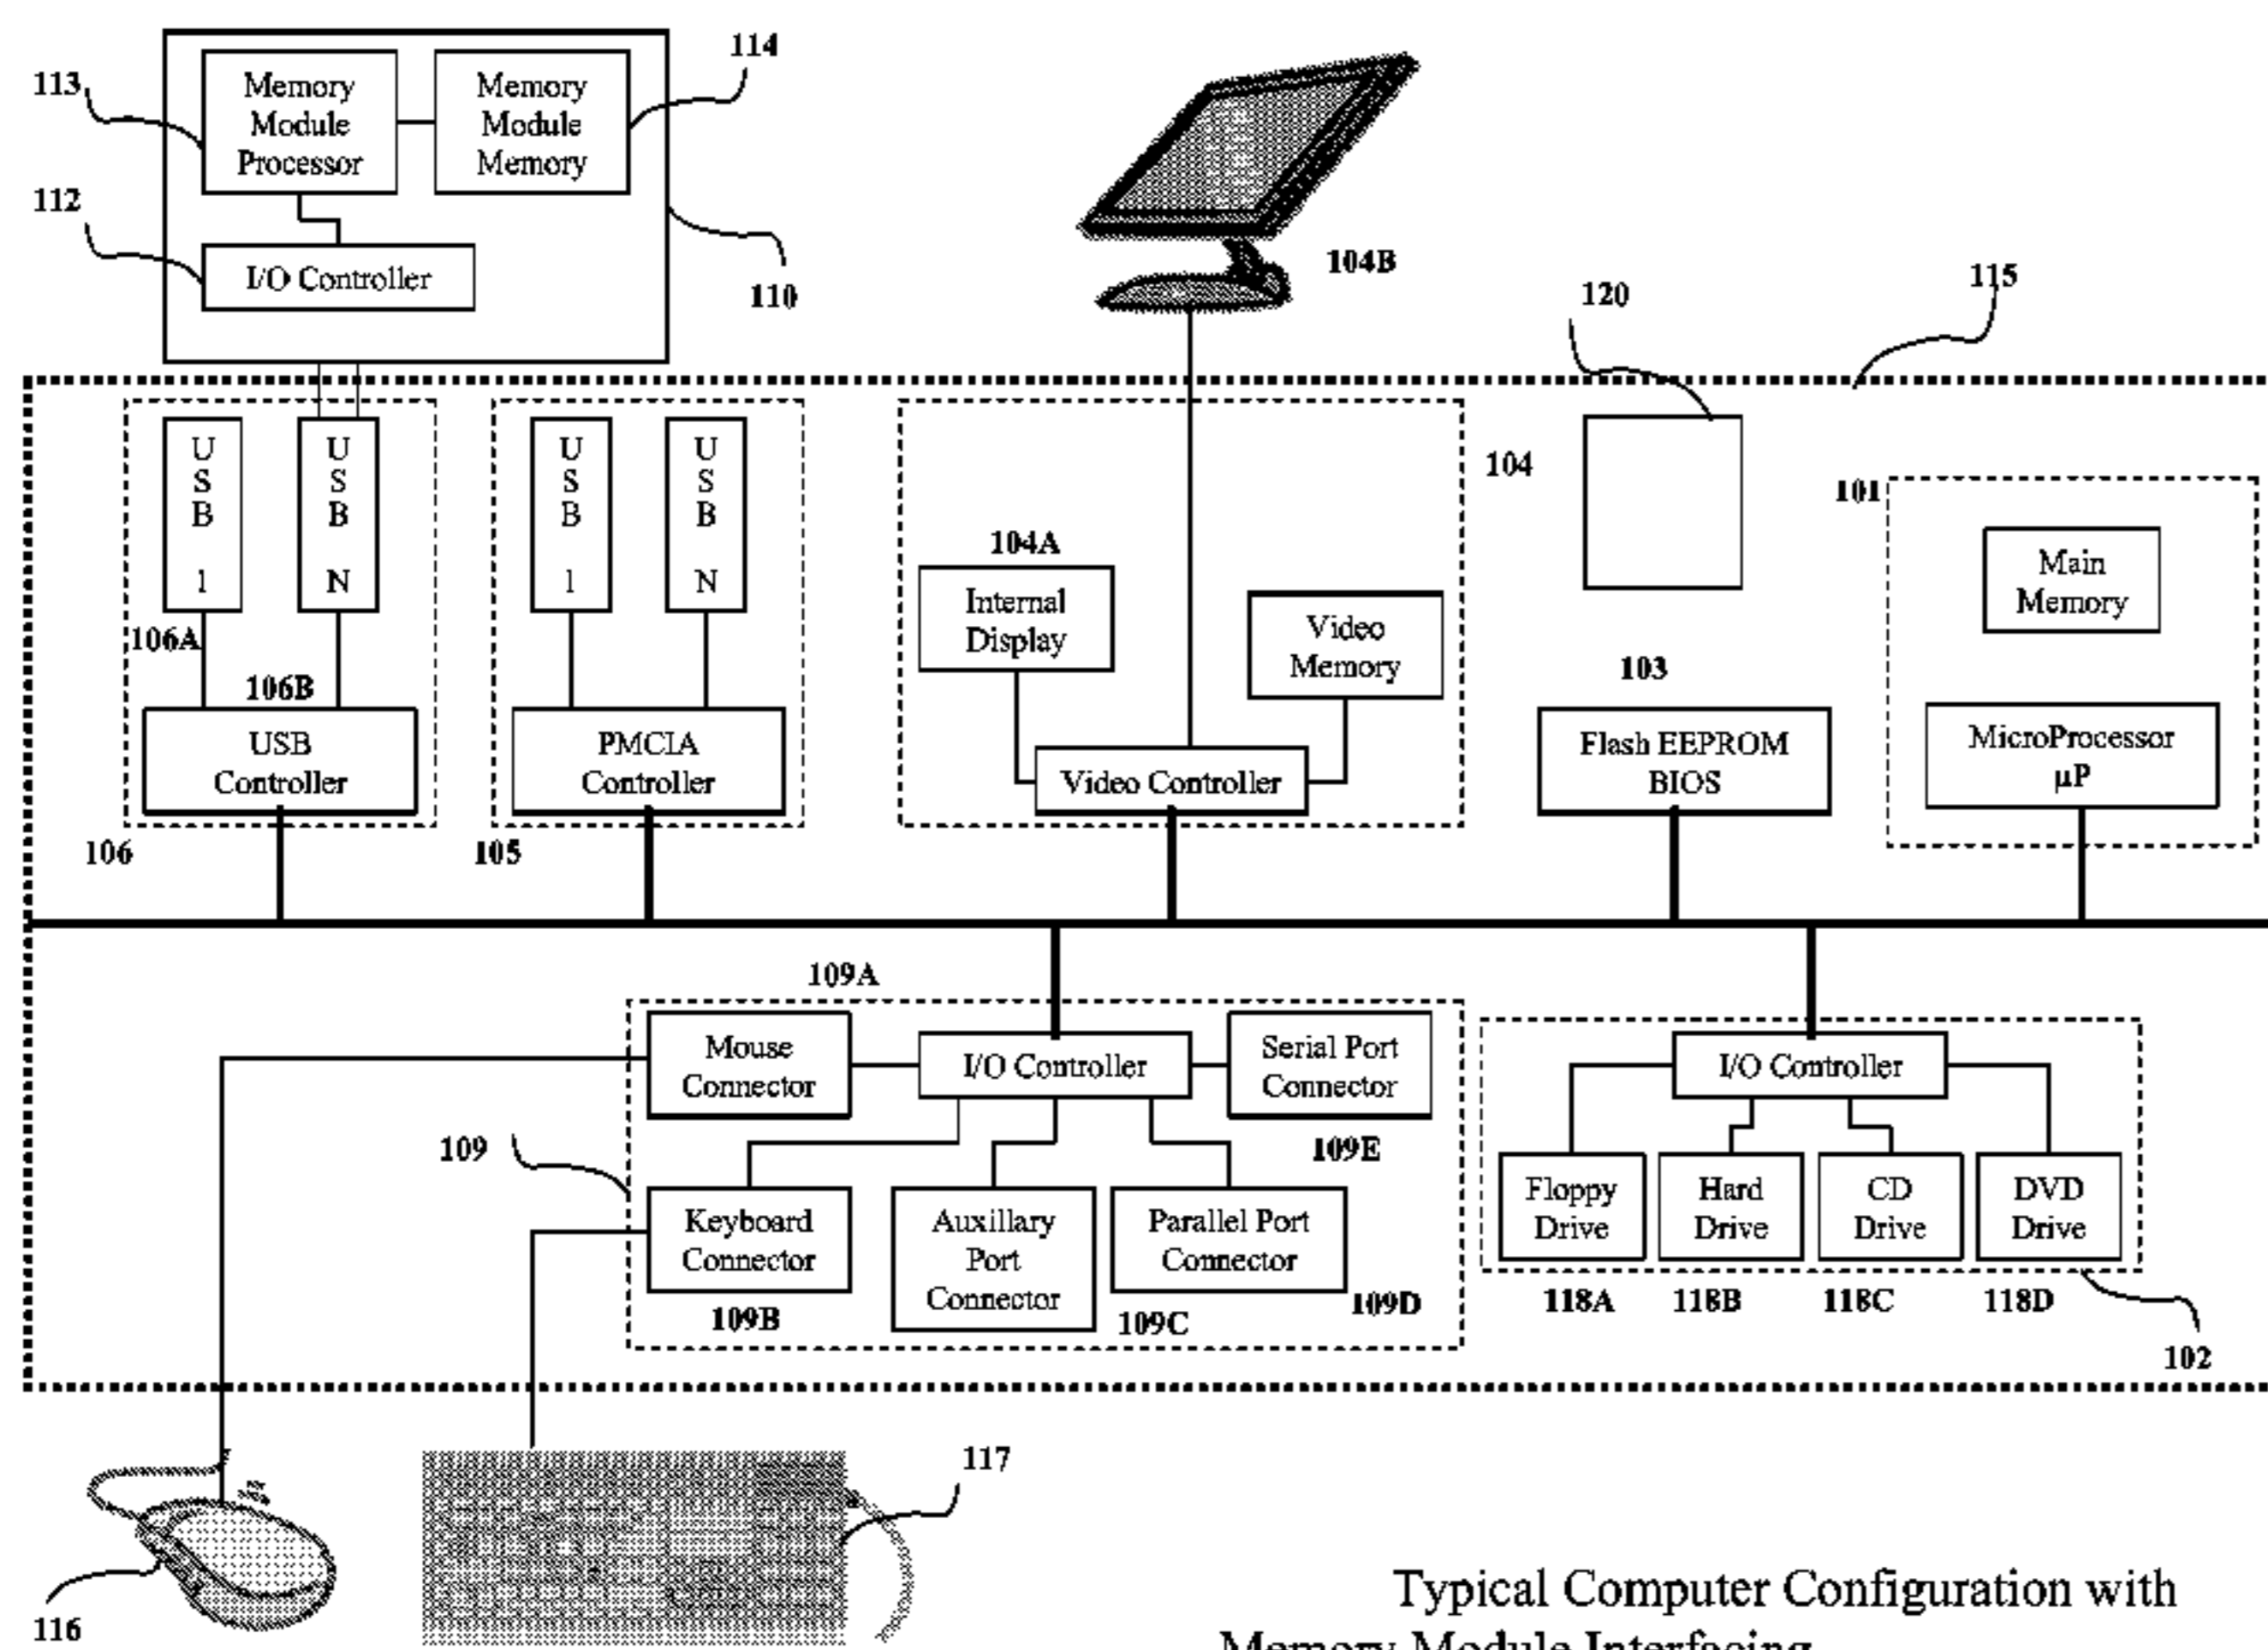 113
Memory
Module
Processor
Memory
Module
Memory
114
112
I/O Controller
110
104B
120
115
U
S
B
1
U
S
B
N
U
S
B
1
U
S
B
N
106A
106B
USB
Controller
106
PMCIA
Controller
105
104
104A
Internal
Display
Video
Memory
Video Controller
103
Flash EEPROM
BIOS
101
Main
Memory
MicroProcessor
µP
109A
Mouse
Connector
I/O Controller
Serial Port
Connector
109E
109
Keyboard
Connector
109B
Auxillary
Port
Connector
109C
Parallel Port
Connector
109D
I/O Controller
Floppy
Drive
Hard
Drive
CD
Drive
DVD
Drive
118A
118B
118C
118D
102
116
117
Typical Computer Configuration with
Memory Module Interfacing